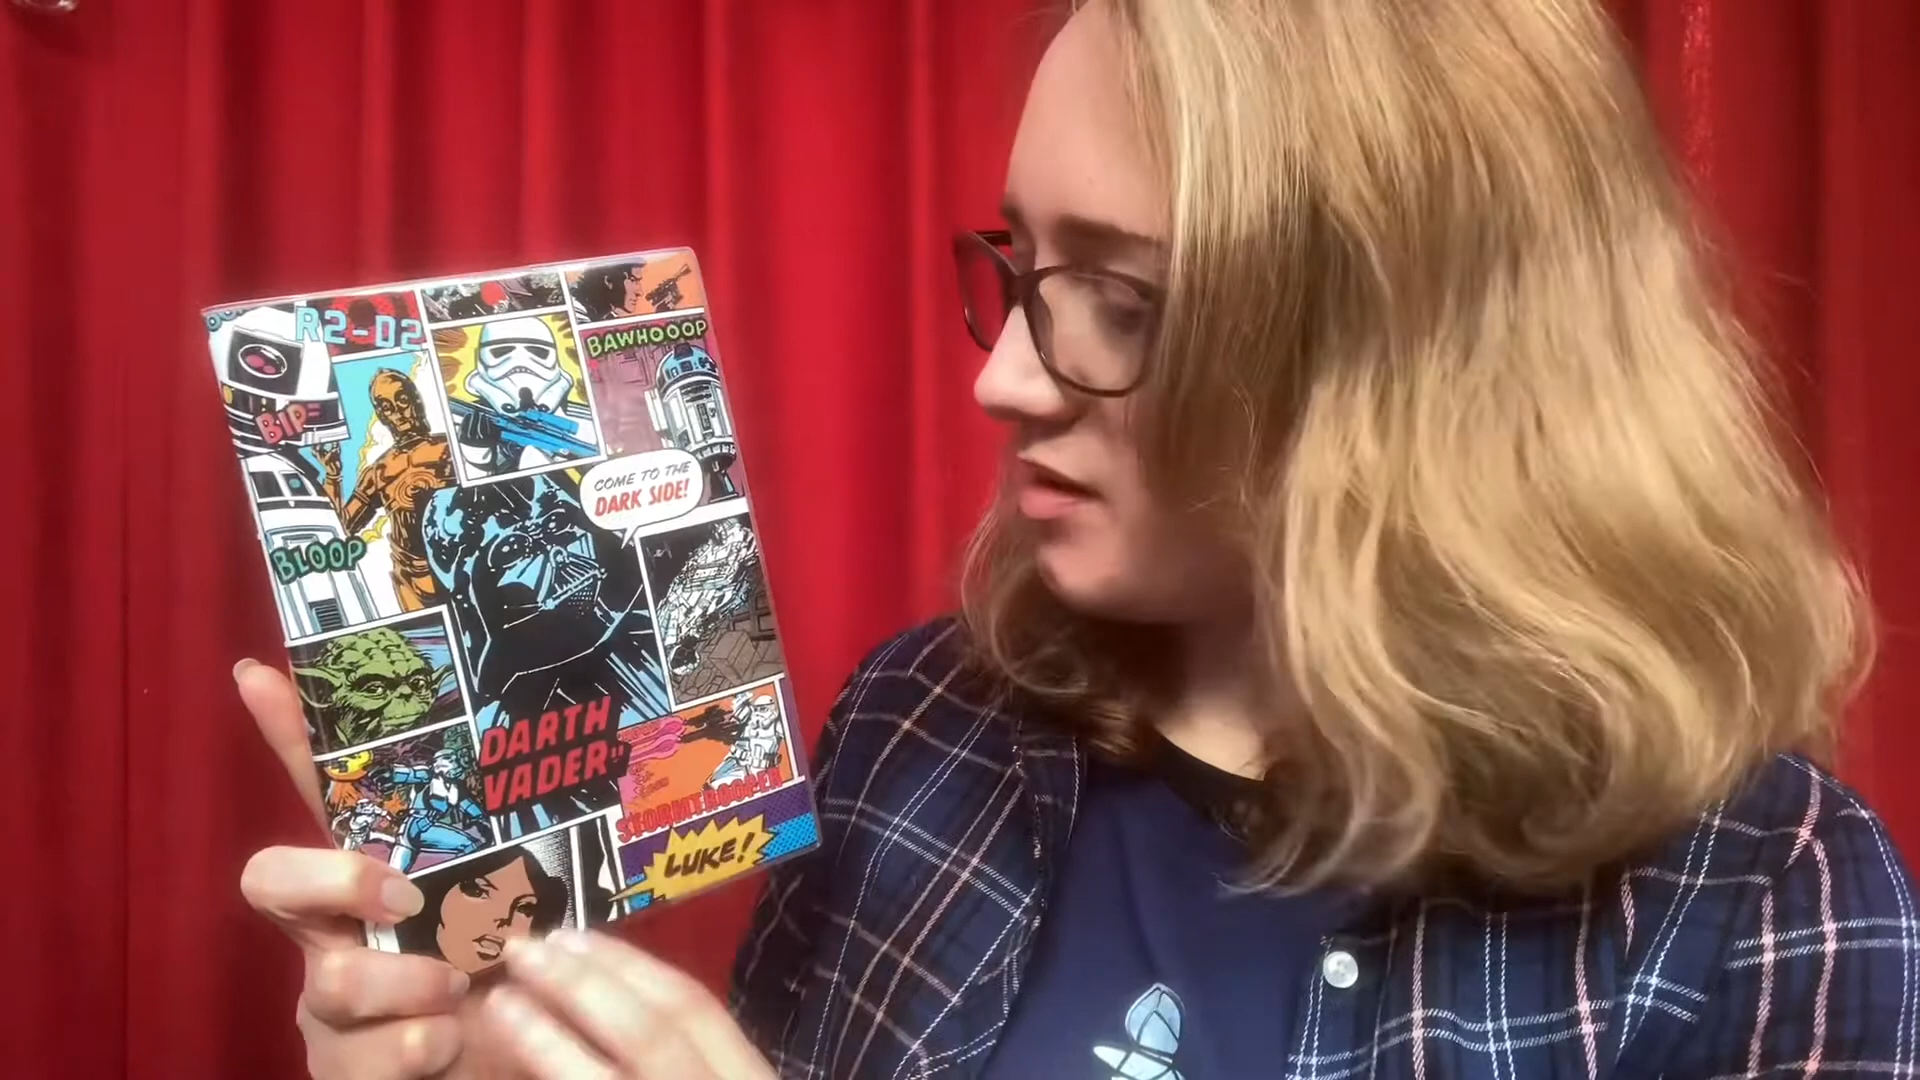 R2-D2
BAWHOOOP
BIP
COME TO THE
DARK SIDE!
BLOOP
DARTH
VADER
STORMTROOPER
LUKE!